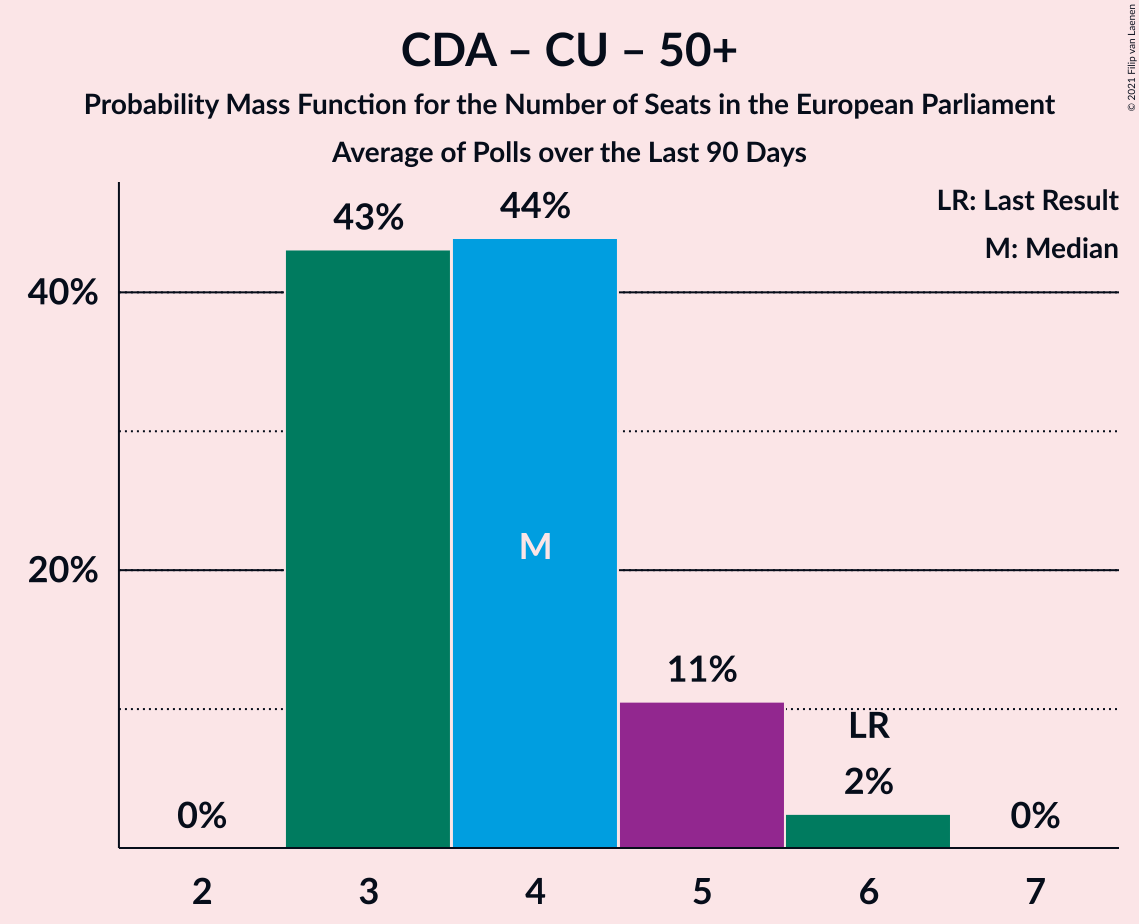 CDA – CU – 50+
Probability Mass Function for the Number of Seats in the European Parliament
Average of Polls over the Last 90 Days
© 2021 Filip van Laenen
LR: Last Result
M: Median
43%
44%
40%
M
20%
11%
LR
2%
0%
0%
2
3
4
5
6
7